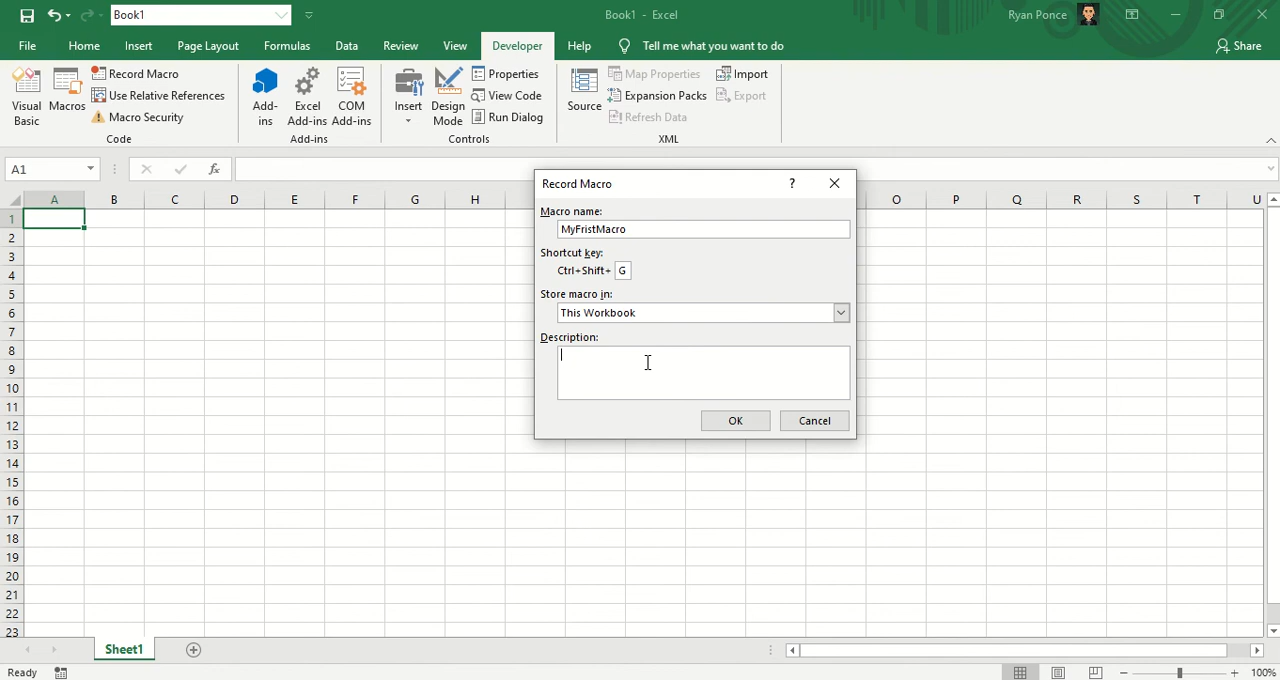 Book1
Book1 - Excel
Ryan Ponce
File Home Insert Page Layout Formulas Data Review View Developer Help Tell me what you want to do Share
Visual Basic
Macros
Record Macro
Use Relative References
Macro Security
Code
Add-ins
Excel Add-ins
COM Add-ins
Add-ins
Insert
Design Mode
Properties
View Code
Run Dialog
Controls
Source
Map Properties
Expansion Packs
Refresh Data
Import
Export
XML
A1
fx
A B C D E F G H O P Q R S T U
1
2
3
4
5
6
7
8
9
10
11
12
13
14
15
16
17
18
19
20
21
22
23
Record Macro
?
Macro name:
MyFristMacro
Shortcut key:
Ctrl+Shift+ G
Store macro in:
This Workbook
Description:
OK Cancel
Sheet1
Ready
100%